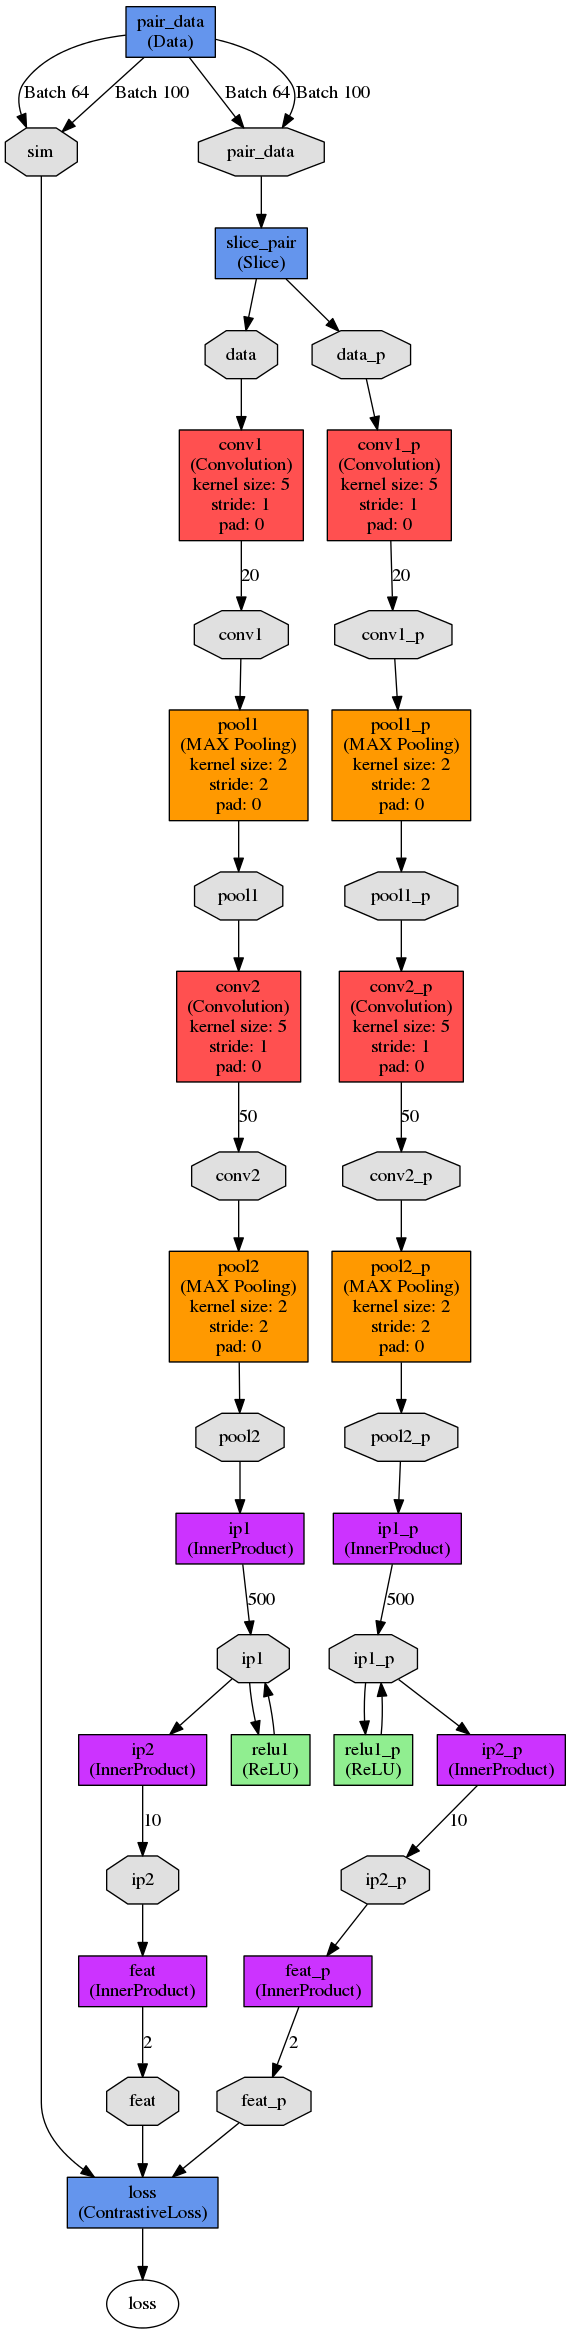 pair_data
(Data)
Batch 64
Batch 100
Batch 64
Batch 100
sim
pair_data
slice_pair
(Slice)
data
data_p
conv1
(Convolution)
kernel size: 5
stride: 1
pad: 0
conv1_p
(Convolution)
kernel size: 5
stride: 1
pad: 0
20
20
conv1
conv1_p
pool1
(MAX Pooling)
kernel size: 2
stride: 2
pad: 0
pool1_p
(MAX Pooling)
kernel size: 2
stride: 2
pad: 0
pool1
pool1_p
conv2
(Convolution)
kernel size: 5
stride: 1
pad: 0
conv2_p
(Convolution)
kernel size: 5
stride: 1
pad: 0
50
50
conv2
conv2_p
pool2
(MAX Pooling)
kernel size: 2
stride: 2
pad: 0
pool2_p
(MAX Pooling)
kernel size: 2
stride: 2
pad: 0
pool2
pool2_p
ip1
(InnerProduct)
ip1_p
(InnerProduct)
500
500
ip1
ip1_p
ip2
(InnerProduct)
relu1
(ReLU)
relu1_p
(ReLU)
ip2_p
(InnerProduct)
10
10
ip2
ip2_p
feat
(InnerProduct)
feat_p
(InnerProduct)
2
2
feat
feat_p
loss
(ContrastiveLoss)
loss